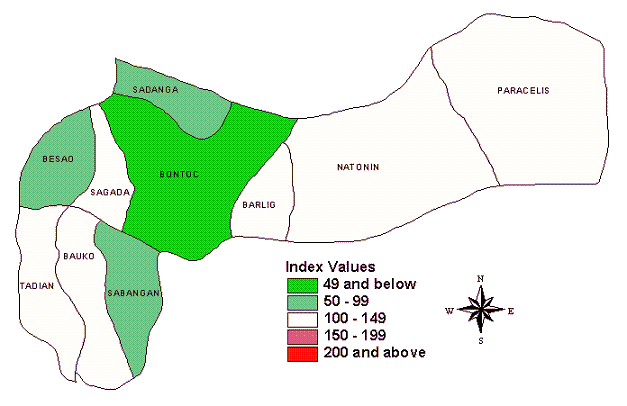 SADANGA
PARACELIS
BESAO
BONTOC
NATONIN
SAGADA
BARLIG
BAUKO
TADIAN
SABANGAN
Index Values
49 and below
50 - 99
100 - 149
150 - 199
200 and above
N
W E
S